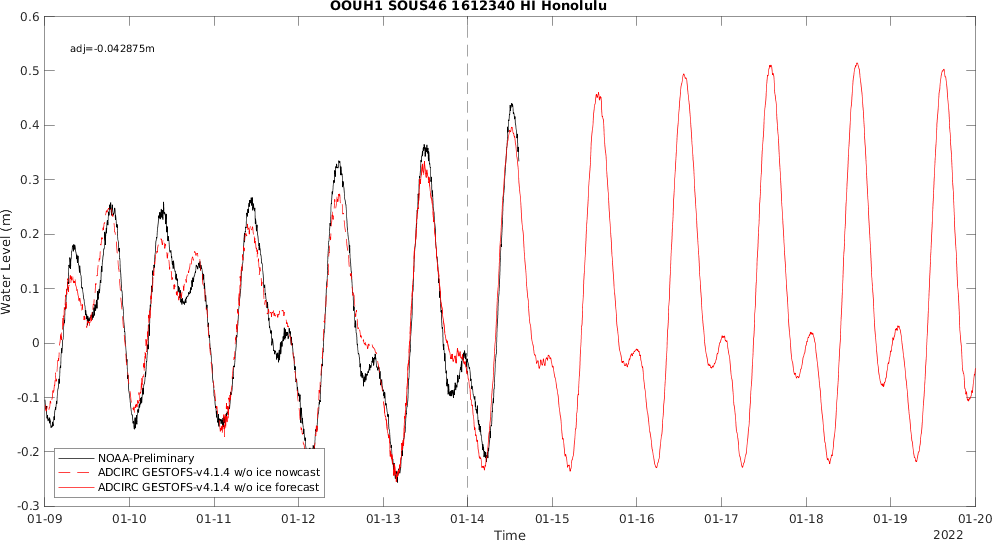 OOUH1 SOUS46 1612340 HI Honolulu
adj=-0.042875m
0.6
0.5
0.4
0.3
0.2
0.1
0
-0.1
-0.2
-0.3
Water Level (m)
NOAA-Preliminary
ADCIRC GESTOFS-v4.1.4 w/o ice nowcast
ADCIRC GESTOFS-v4.1.4 w/o ice forecast
01-09 01-10 01-11 01-12 01-13 01-14 01-15 01-16 01-17 01-18 01-19 01-20
Time
2022